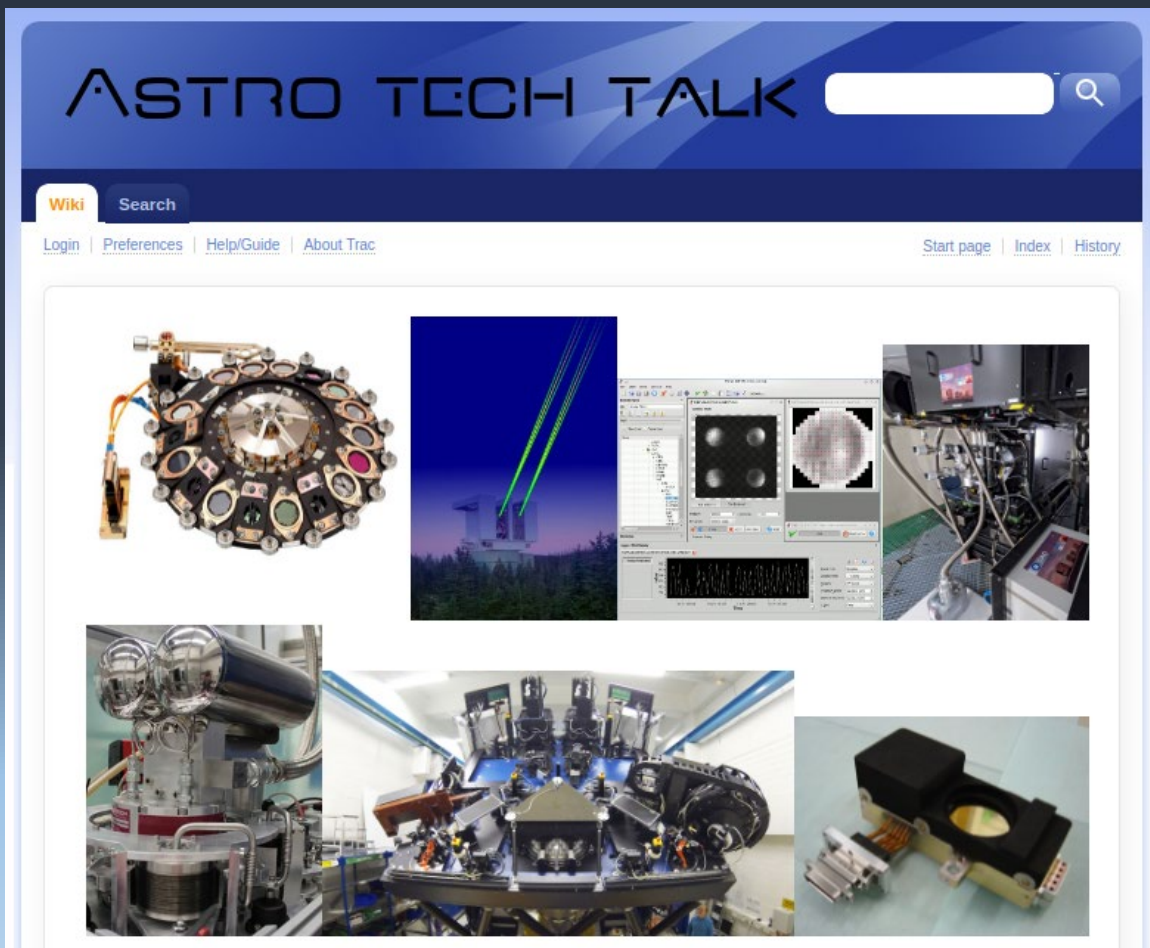 ASTRO TECH TALK
Wiki
Search
Login
Preferences
Help/Guide
About Trac
Start page
Index
History